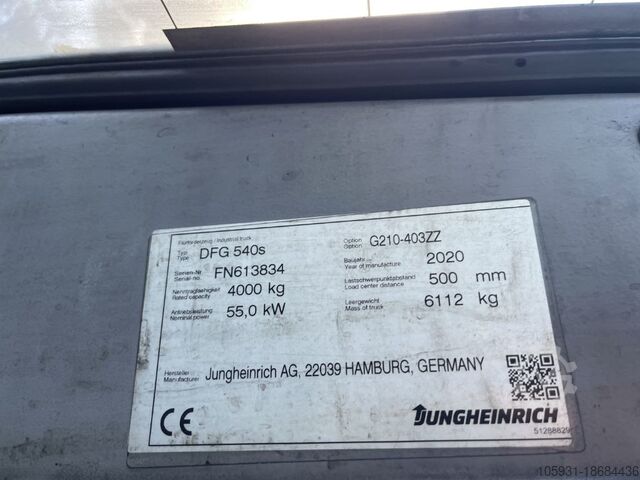 Flurförderzeug / Industrial truck
Typ Type DFG 540s Option Option G210-403ZZ
Serien-Nr. Serial-no. FN613834 Baujahr Year of manufacture 2020
Nenntragfaehigkeit Rated capacity 4000 kg Lastschwerpunktabstand Load center distance 500 mm
Antriebsleistung Nominal power 55,0 kW Leergewicht Mass of truck 6112 kg
Hersteller Manufacturer Jungheinrich AG, 22039 HAMBURG, GERMANY
CE JUNGHEINRICH
51288829
105931-18684436